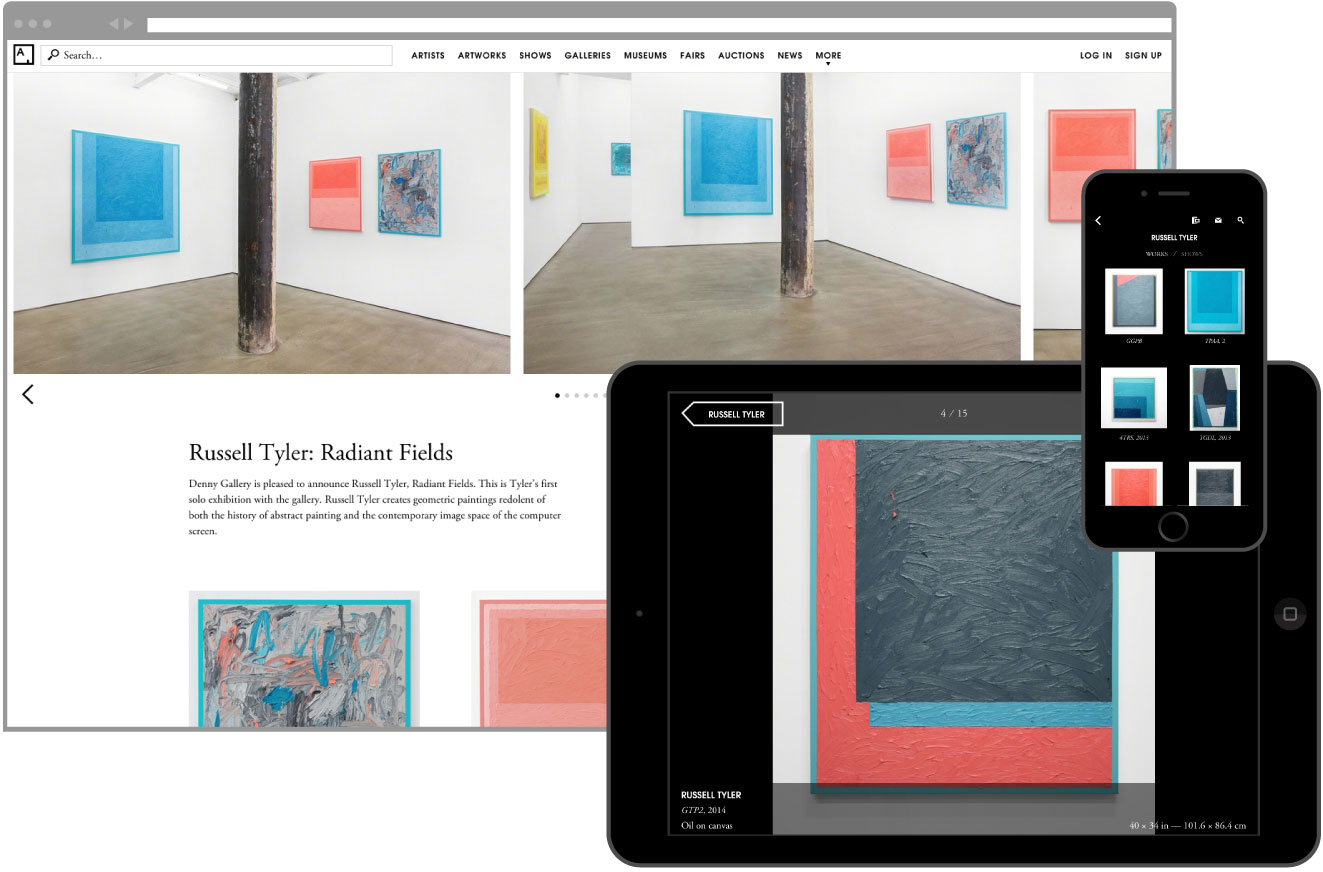 A
Search...
ARTISTS ARTWORKS SHOWS GALLERIES MUSEUMS FAIRS AUCTIONS NEWS MORE
LOG IN SIGN UP
Russell Tyler: Radiant Fields
Denny Gallery is pleased to announce Russell Tyler, Radiant Fields. This is Tyler's first
solo exhibition with the gallery. Russell Tyler creates geometric paintings redolent of
both the history of abstract painting and the contemporary image space of the computer
screen.
RUSSELL TYLER
WORKS / SHOWS
GGPB
TPAA, 2
4TRS, 2013
TGDL, 2013
RUSSELL TYLER
4 / 15
RUSSELL TYLER
GTP2, 2014
Oil on canvas
40 × 34 in — 101.6 × 86.4 cm